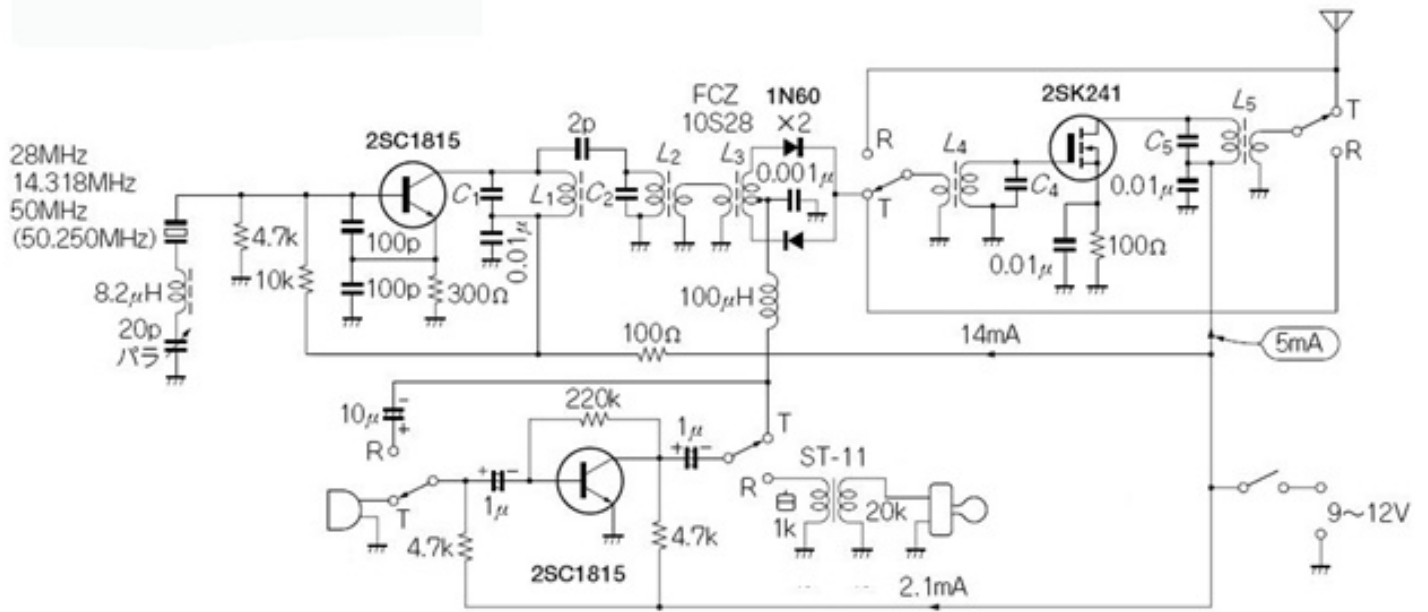 28MHz
14.318MHz
50MHz
(50.250MHz)
8.2μH
20p
パラ
4.7k
10k
2SC1815
100p
100p
300Ω
C1
0.01μ
L1
2p
C2
L2
FCZ
10S28
L3
1N60
×2
0.001μ
100μH
100Ω
R
T
L4
C4
2SK241
0.01μ
100Ω
C5
0.01μ
L5
T
R
14mA
5mA
10μ
-
+
R
T
4.7k
+
-
1μ
220k
2SC1815
4.7k
1μ
+
-
T
R
ST-11
1k
20k
2.1mA
9～12V